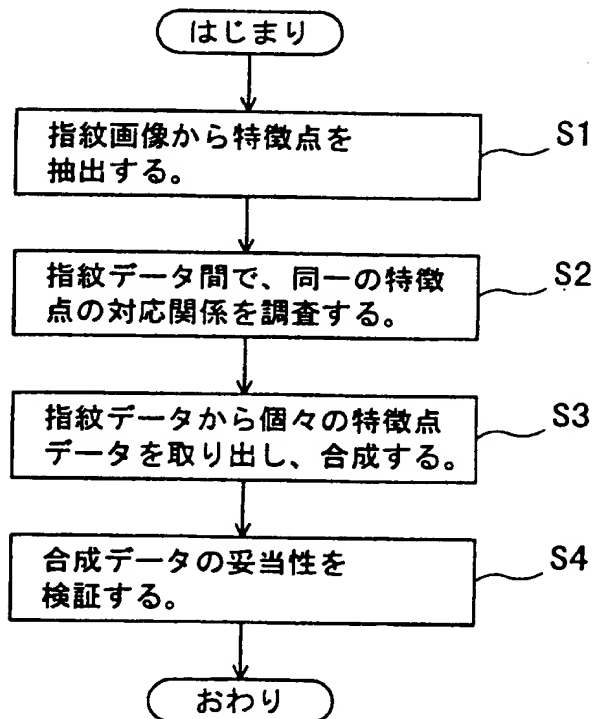 はじまり
指紋画像から特徴点を
抽出する。
S1
指紋データ間で、同一の特徴
点の対応関係を調査する。
S2
指紋データから個々の特徴点
データを取り出し、合成する。
S3
合成データの妥当性を
検証する。
S4
おわり